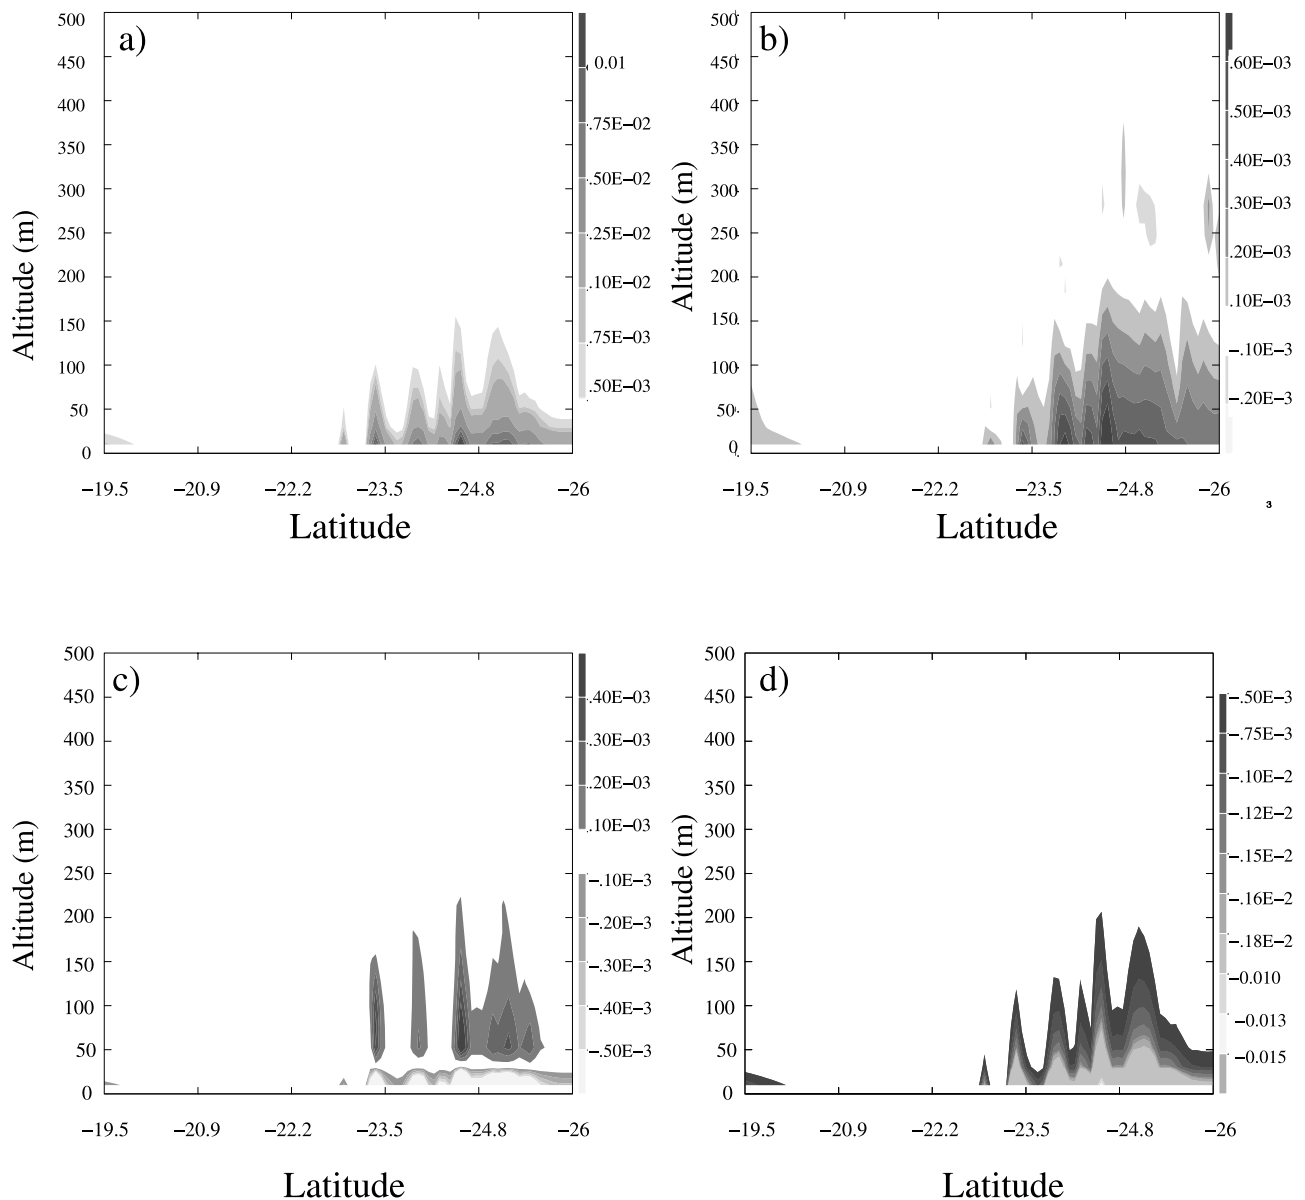 a)
500
450
400
350
300
250
200
150
100
50
0
Altitude (m)
−19.5 −20.9 −22.2 −23.5 −24.8 −26
Latitude
0.01
.75E−02
.50E−02
.25E−02
.10E−02
.75E−03
.50E−03
b)
500
450
400
350
300
250
200
150
100
50
0
Altitude (m)
−19.5 −20.9 −22.2 −23.5 −24.8 −26
Latitude
.60E−03
.50E−03
.40E−03
.30E−03
.20E−03
.10E−03
−.10E−3
−.20E−3
3
c)
500
450
400
350
300
250
200
150
100
50
0
Altitude (m)
−19.5 −20.9 −22.2 −23.5 −24.8 −26
Latitude
.40E−03
.30E−03
.20E−03
.10E−03
−.10E−3
−.20E−3
−.30E−3
−.40E−3
−.50E−3
d)
500
450
400
350
300
250
200
150
100
50
0
Altitude (m)
−19.5 −20.9 −22.2 −23.5 −24.8 −26
Latitude
−.50E−3
−.75E−3
−.10E−2
−.12E−2
−.15E−2
−.16E−2
−.18E−2
−0.010
−0.013
−0.015